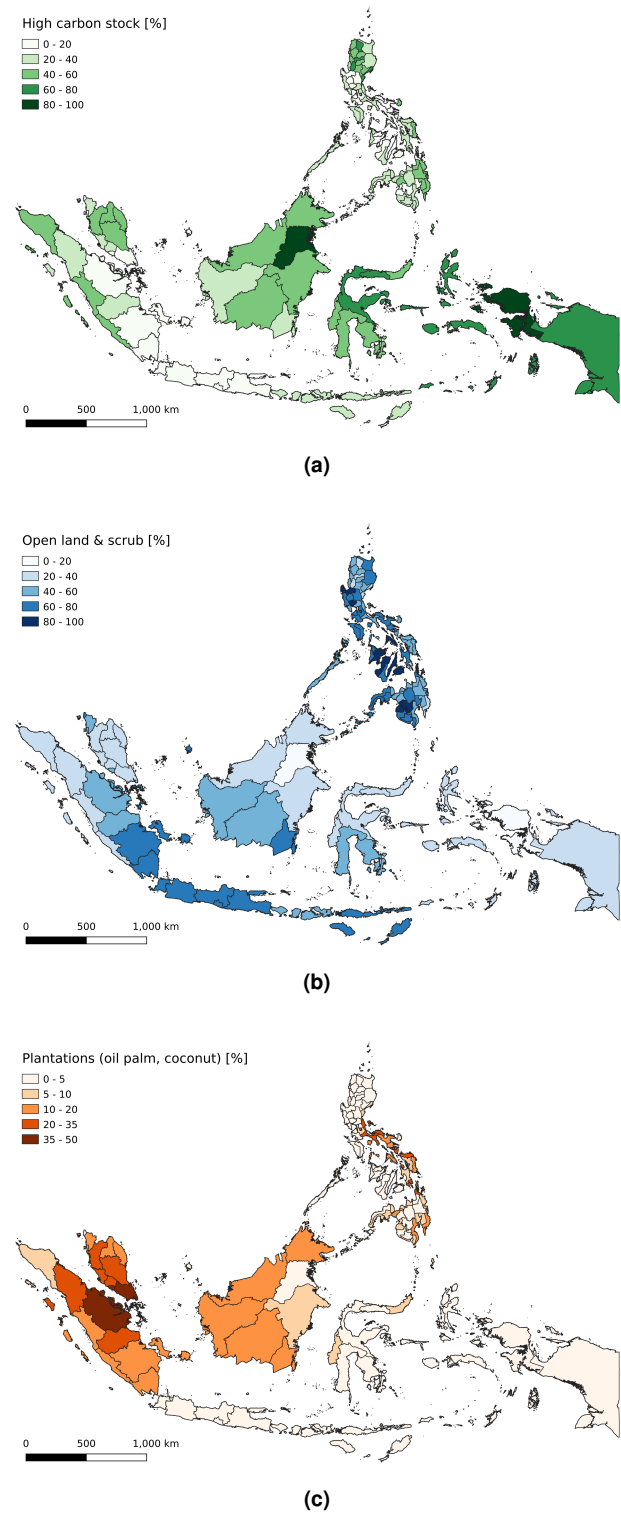 High carbon stock [%]
0 - 20
20 - 40
40 - 60
60 - 80
80 - 100
0 500 1,000 km
(a)
Open land & scrub [%]
0 - 20
20 - 40
40 - 60
60 - 80
80 - 100
0 500 1,000 km
(b)
Plantations (oil palm, coconut) [%]
0 - 5
5 - 10
10 - 20
20 - 35
35 - 50
0 500 1,000 km
(c)